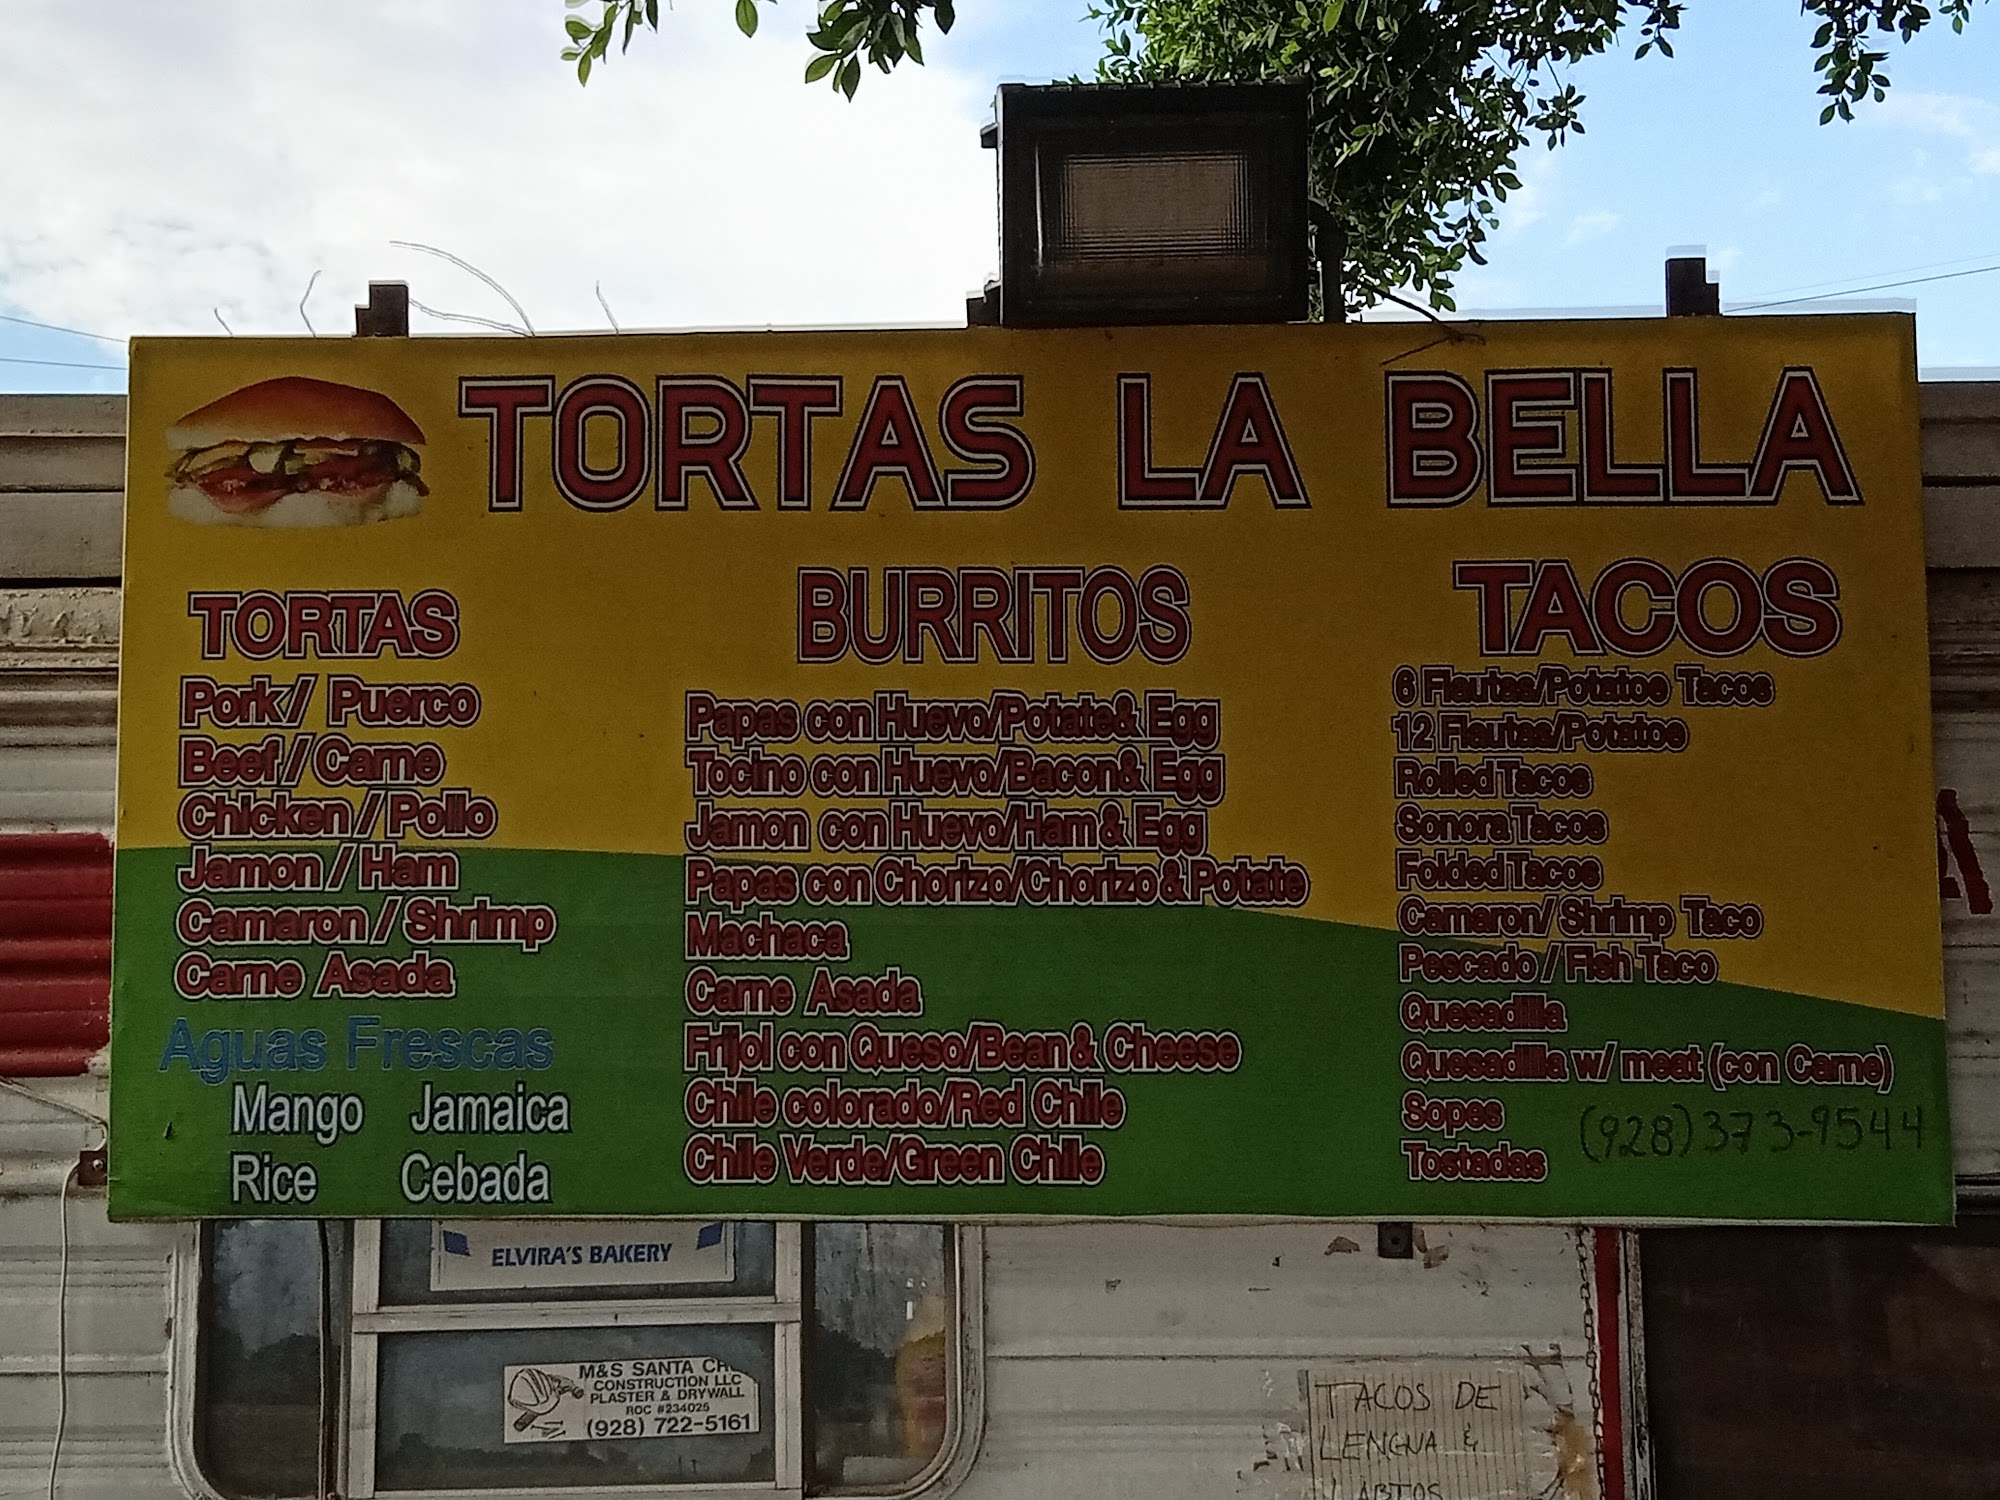 TORTAS LA BELLA
TORTAS
Pork/ Puerco
Beef / Carne
Chicken / Pollo
Jamon / Ham
Camaron / Shrimp
Carne Asada
Aguas Frescas
Mango Jamaica
Rice Cebada
BURRITOS
Papas con Huevo/Potate& Egg
Tocino con Huevo/Bacon& Egg
Jamon con Huevo/Ham & Egg
Papas con Chorizo/Chorizo & Potate
Machaca
Carne Asada
Frijol con Queso/Bean & Cheese
Chile colorado/Red Chile
Chile Verde/Green Chile
TACOS
6 Flautas/Potatoe Tacos
12 Flautas/Potatoe
Rolled Tacos
Sonora Tacos
Folded Tacos
Camaron/ Shrimp Taco
Pescado / Fish Taco
Quesadilla
Quesadilla w/ meat (con Carne)
Sopes
Tostadas
(928) 373-9544
ELVIRA'S BAKERY
M&S SANTA
CONSTRUCTION LLC
PLASTER & DRYWALL
ROC #234025
(928) 722-5161
TACOS DE
LENGUA &